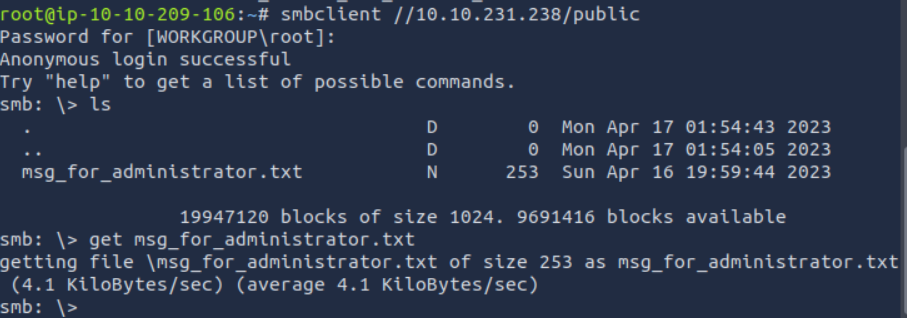 root@ip-10-10-209-106:~# smbclient //10.10.231.238/public
Password for [WORKGROUP\root]:
Anonymous login successful
Try "help" to get a list of possible commands.
smb: \> ls
  .                                   D        0  Mon Apr 17 01:54:43 2023
  ..                                  D        0  Mon Apr 17 01:54:05 2023
  msg_for_administrator.txt           N      253  Sun Apr 16 19:59:44 2023

                19947120 blocks of size 1024. 9691416 blocks available
smb: \> get msg_for_administrator.txt
getting file \msg_for_administrator.txt of size 253 as msg_for_administrator.txt
 (4.1 KiloBytes/sec) (average 4.1 KiloBytes/sec)
smb: \>